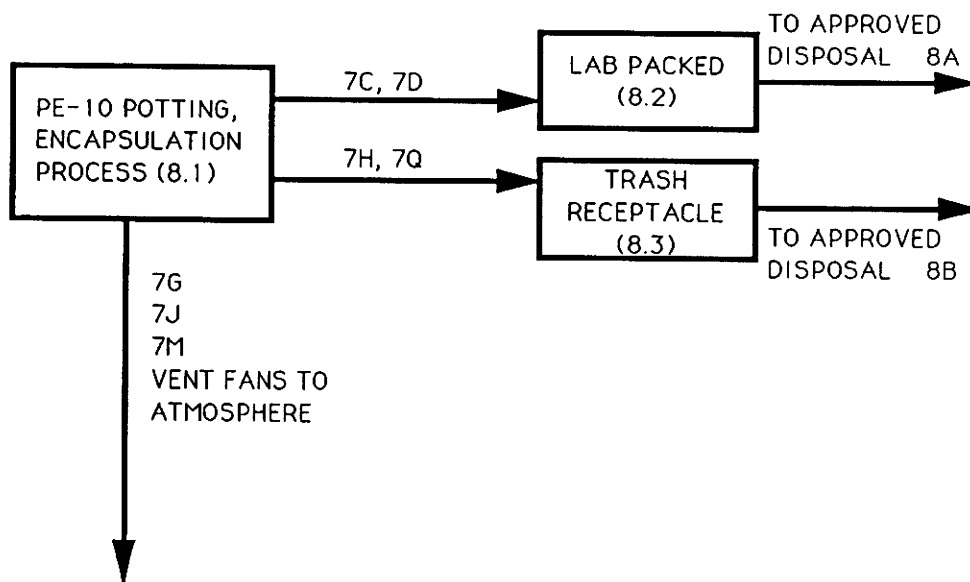 PE-10 POTTING,
ENCAPSULATION
PROCESS (8.1)
7C, 7D
LAB PACKED
(8.2)
TO APPROVED
DISPOSAL 8A
7H, 7Q
TRASH
RECEPTACLE
(8.3)
TO APPROVED
DISPOSAL 8B
7G
7J
7M
VENT FANS TO
ATMOSPHERE